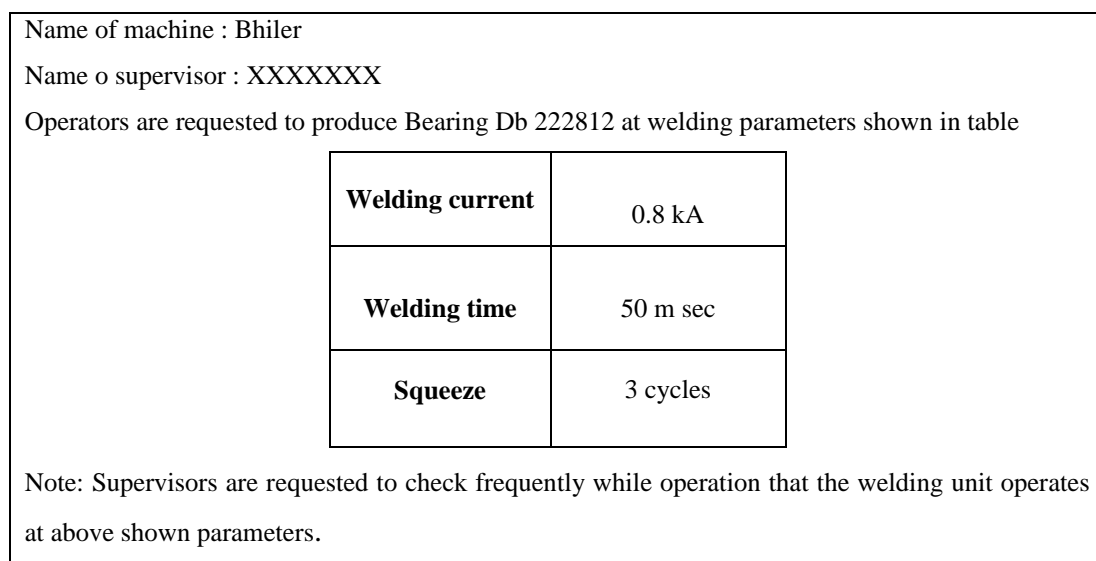 Name of machine : Bhiler
Name o supervisor : XXXXXXX
Operators are requested to produce Bearing Db 222812 at welding parameters shown in table
Welding current 0.8 kA
Welding time 50 m sec
Squeeze 3 cycles
Note: Supervisors are requested to check frequently while operation that the welding unit operates
at above shown parameters.